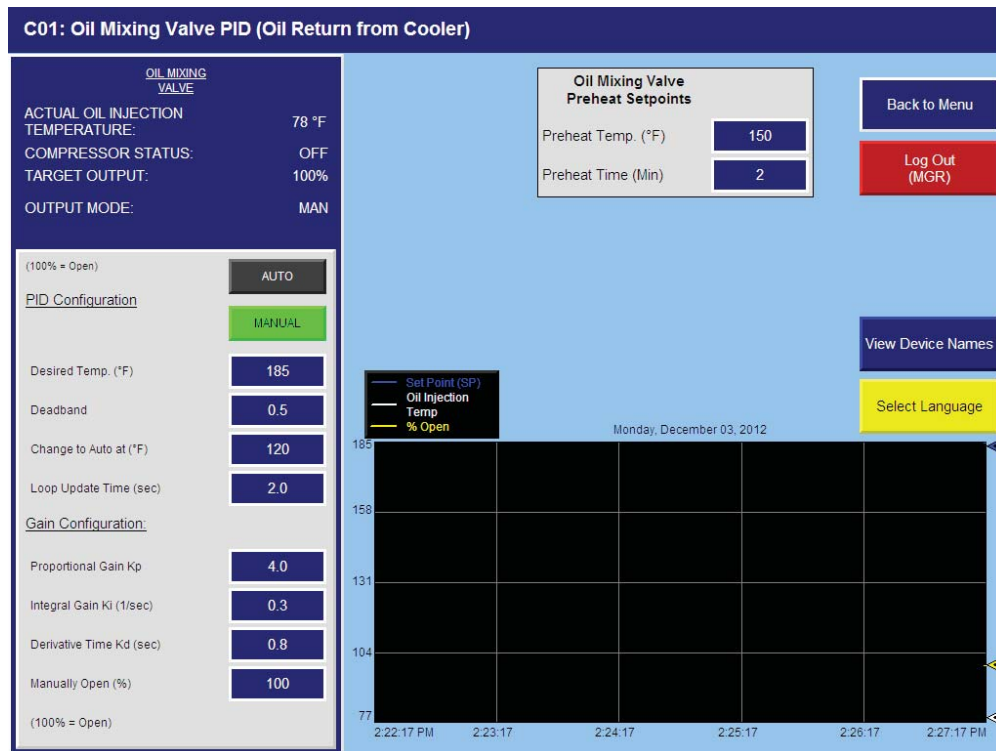 C01: Oil Mixing Valve PID (Oil Return from Cooler)
OIL MIXING
VALVE
ACTUAL OIL INJECTION
TEMPERATURE: 78 °F
COMPRESSOR STATUS: OFF
TARGET OUTPUT: 100%
OUTPUT MODE: MAN
(100% = Open)
AUTO
PID Configuration
MANUAL
Desired Temp. (°F) 185
Deadband 0.5
Change to Auto at (°F) 120
Loop Update Time (sec) 2.0
Gain Configuration:
Proportional Gain Kp 4.0
Integral Gain Ki (1/sec) 0.3
Derivative Time Kd (sec) 0.8
Manually Open (%) 100
(100% = Open)
Oil Mixing Valve
Preheat Setpoints
Preheat Temp. (°F) 150
Preheat Time (Min) 2
Back to Menu
Log Out
(MGR)
View Device Names
Select Language
Set Point (SP)
Oil Injection
Temp
% Open
Monday, December 03, 2012
185
158
131
104
77
2:22:17 PM 2:23:17 2:24:17 2:25:17 2:26:17 2:27:17 PM